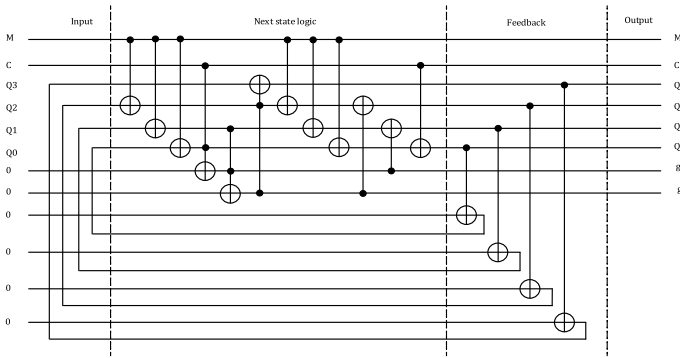 Input Next state logic Feedback Output
M M
C C
Q3 Q
Q2 Q
Q1 Q
Q0 Q
0 g
0 g
0
0
0
0